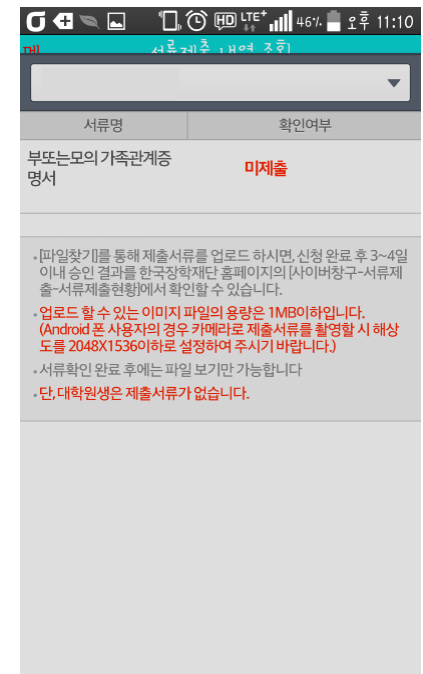 HD LTE+ 46% 오후 11:10
서류제출 내역 조회
서류명 확인여부
부또는모의 가족관계증
명서
미제출
• [파일찾기]를 통해 제출서류를 업로드 하시면, 신청 완료 후 3~4일
이내 승인 결과를 한국장학재단 홈페이지의 [사이버창구-서류제
출-서류제출현황]에서 확인할 수 있습니다.
• 업로드 할 수 있는 이미지 파일의 용량은 1MB이하입니다.
(Android 폰 사용자의 경우 카메라로 제출서류를 촬영할 시 해상
도를 2048X1536이하로 설정하여 주시기 바랍니다.)
• 서류확인 완료 후에는 파일 보기만 가능합니다
• 단, 대학원생은 제출서류가 없습니다.